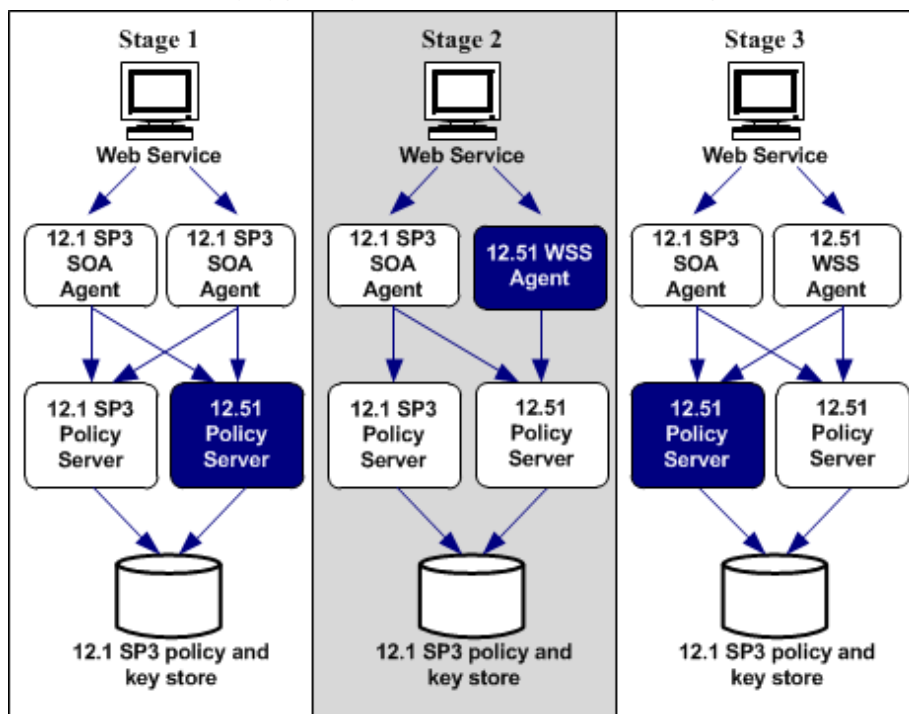 Stage 1
Web Service
12.1 SP3
SOA
Agent
12.1 SP3
SOA
Agent
12.1 SP3
Policy
Server
12.51
Policy
Server
12.1 SP3 policy and
key store
Stage 2
Web Service
12.1 SP3
SOA
Agent
12.51 WSS
Agent
12.1 SP3
Policy
Server
12.51
Policy
Server
12.1 SP3 policy and
key store
Stage 3
Web Service
12.1 SP3
SOA
Agent
12.51
WSS
Agent
12.51
Policy
Server
12.51
Policy
Server
12.1 SP3 policy and
key store